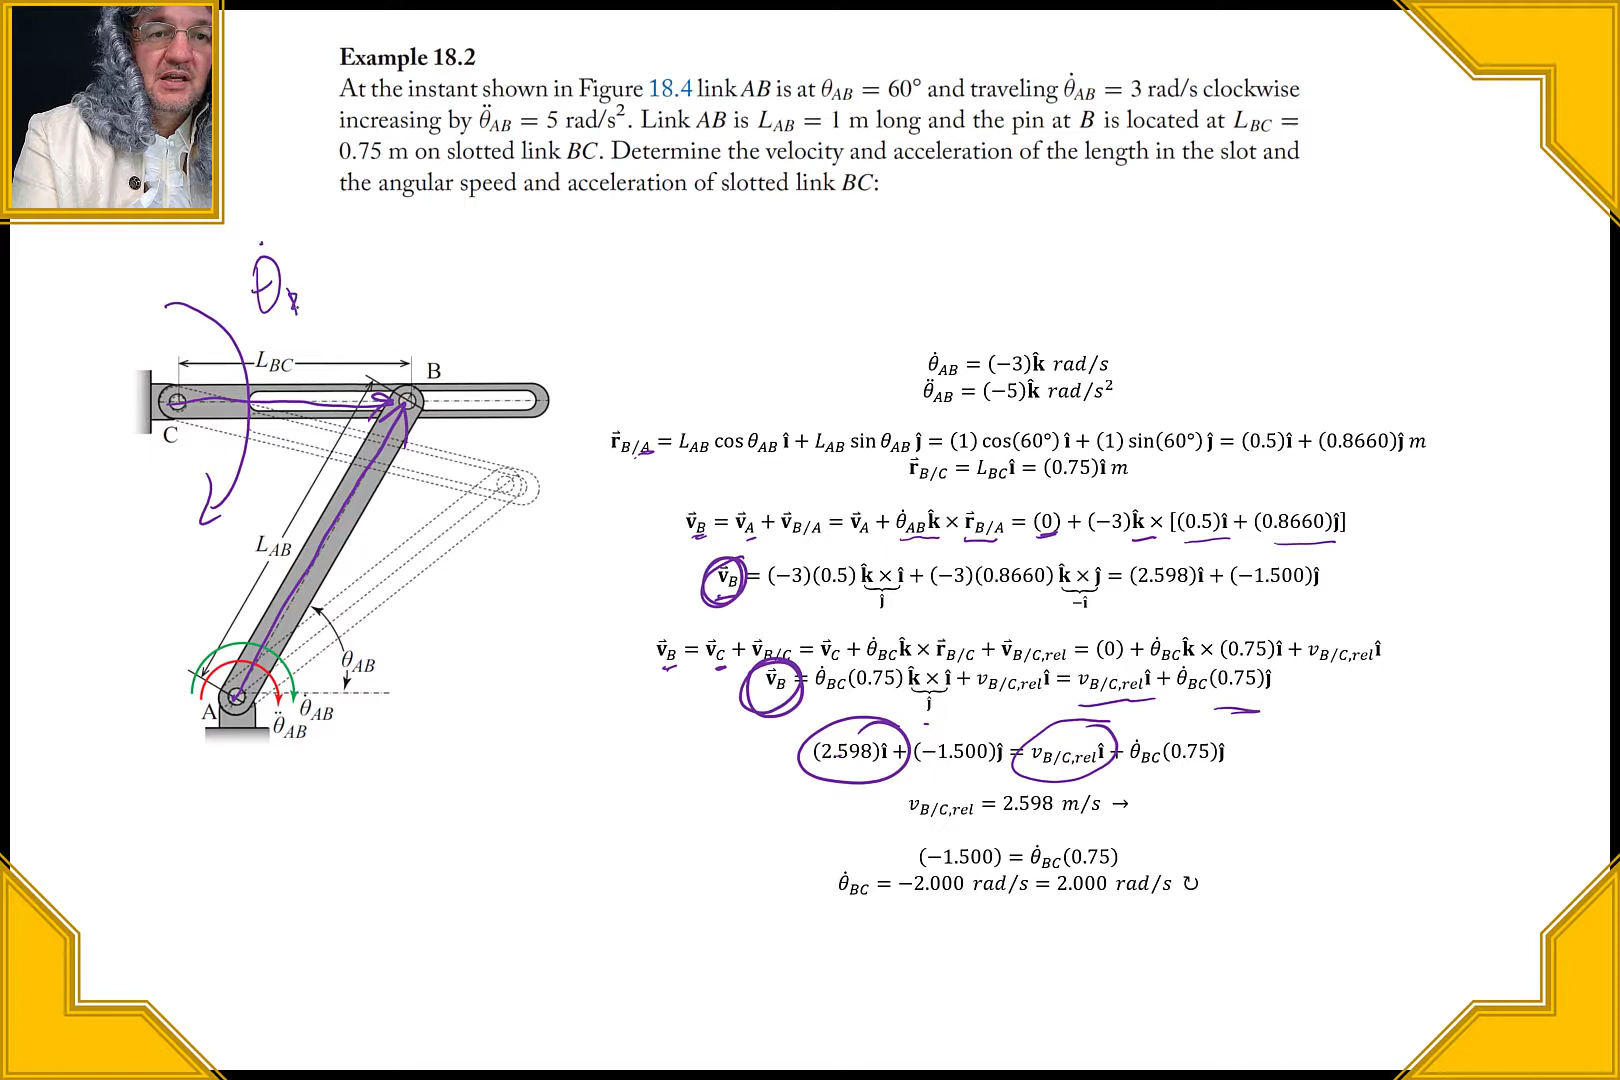 Example 18.2
At the instant shown in Figure 18.4 link AB is at θ_AB = 60° and traveling θ̇_AB = 3 rad/s clockwise
increasing by θ̈_AB = 5 rad/s². Link AB is L_AB = 1 m long and the pin at B is located at L_BC =
0.75 m on slotted link BC. Determine the velocity and acceleration of the length in the slot and
the angular speed and acceleration of slotted link BC:
L_BC
B
C
L_AB
θ_AB
A
θ̇_AB
θ̈_AB
θ̇_AB = (−3)k̂ rad/s
θ̈_AB = (−5)k̂ rad/s²
r⃗_B/A = L_AB cos θ_AB î + L_AB sin θ_AB ĵ = (1) cos(60°) î + (1) sin(60°) ĵ = (0.5)î + (0.8660)ĵ m
r⃗_B/C = L_BC î = (0.75)î m
v⃗_B = v⃗_A + v⃗_B/A = v⃗_A + θ̇_AB k̂ × r⃗_B/A = (0) + (−3)k̂ × [(0.5)î + (0.8660)ĵ]
v⃗_B = (−3)(0.5) k̂ × î + (−3)(0.8660) k̂ × ĵ = (2.598)î + (−1.500)ĵ
ĵ −î
v⃗_B = v⃗_C + v⃗_B/C = v⃗_C + θ̇_BC k̂ × r⃗_B/C + v⃗_B/C,rel = (0) + θ̇_BC k̂ × (0.75)î + v_B/C,rel î
v⃗_B = θ̇_BC(0.75) k̂ × î + v_B/C,rel î = v_B/C,rel î + θ̇_BC(0.75)ĵ
ĵ
(2.598)î + (−1.500)ĵ = v_B/C,rel î + θ̇_BC(0.75)ĵ
v_B/C,rel = 2.598 m/s →
(−1.500) = θ̇_BC(0.75)
θ̇_BC = −2.000 rad/s = 2.000 rad/s ↻